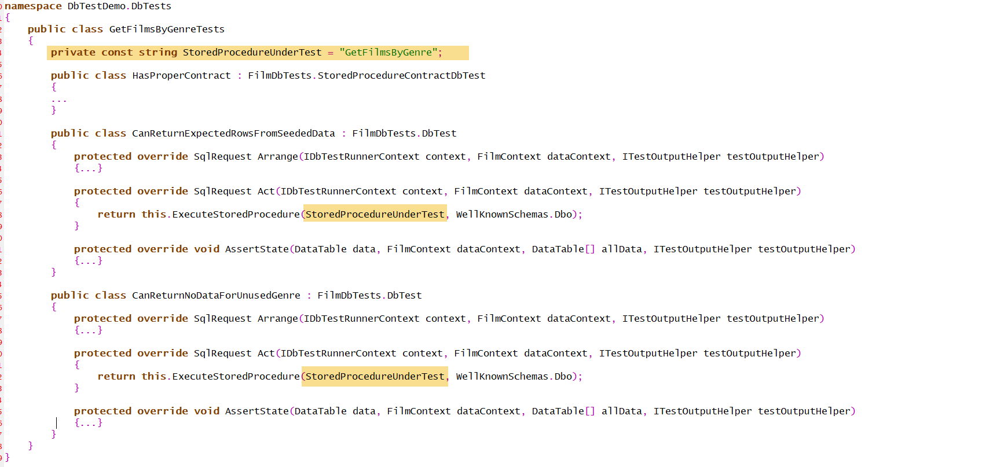 namespace DbTestDemo.DbTests
{
    public class GetFilmsByGenreTests
    {
        private const string StoredProcedureUnderTest = "GetFilmsByGenre";

        public class HasProperContract : FilmDbTests.StoredProcedureContractDbTest
        {
        ...
        }

        public class CanReturnExpectedRowsFromSeededData : FilmDbTests.DbTest
        {
            protected override SqlRequest Arrange(IDbTestRunnerContext context, FilmContext dataContext, ITestOutputHelper testOutputHelper)
            {...}

            protected override SqlRequest Act(IDbTestRunnerContext context, FilmContext dataContext, ITestOutputHelper testOutputHelper)
            {
                return this.ExecuteStoredProcedure(StoredProcedureUnderTest, WellKnownSchemas.Dbo);
            }

            protected override void AssertState(DataTable data, FilmContext dataContext, DataTable[] allData, ITestOutputHelper testOutputHelper)
            {...}
        }

        public class CanReturnNoDataForUnusedGenre : FilmDbTests.DbTest
        {
            protected override SqlRequest Arrange(IDbTestRunnerContext context, FilmContext dataContext, ITestOutputHelper testOutputHelper)
            {...}

            protected override SqlRequest Act(IDbTestRunnerContext context, FilmContext dataContext, ITestOutputHelper testOutputHelper)
            {
                return this.ExecuteStoredProcedure(StoredProcedureUnderTest, WellKnownSchemas.Dbo);
            }

            protected override void AssertState(DataTable data, FilmContext dataContext, DataTable[] allData, ITestOutputHelper testOutputHelper)
            {...}
        }
    }
}